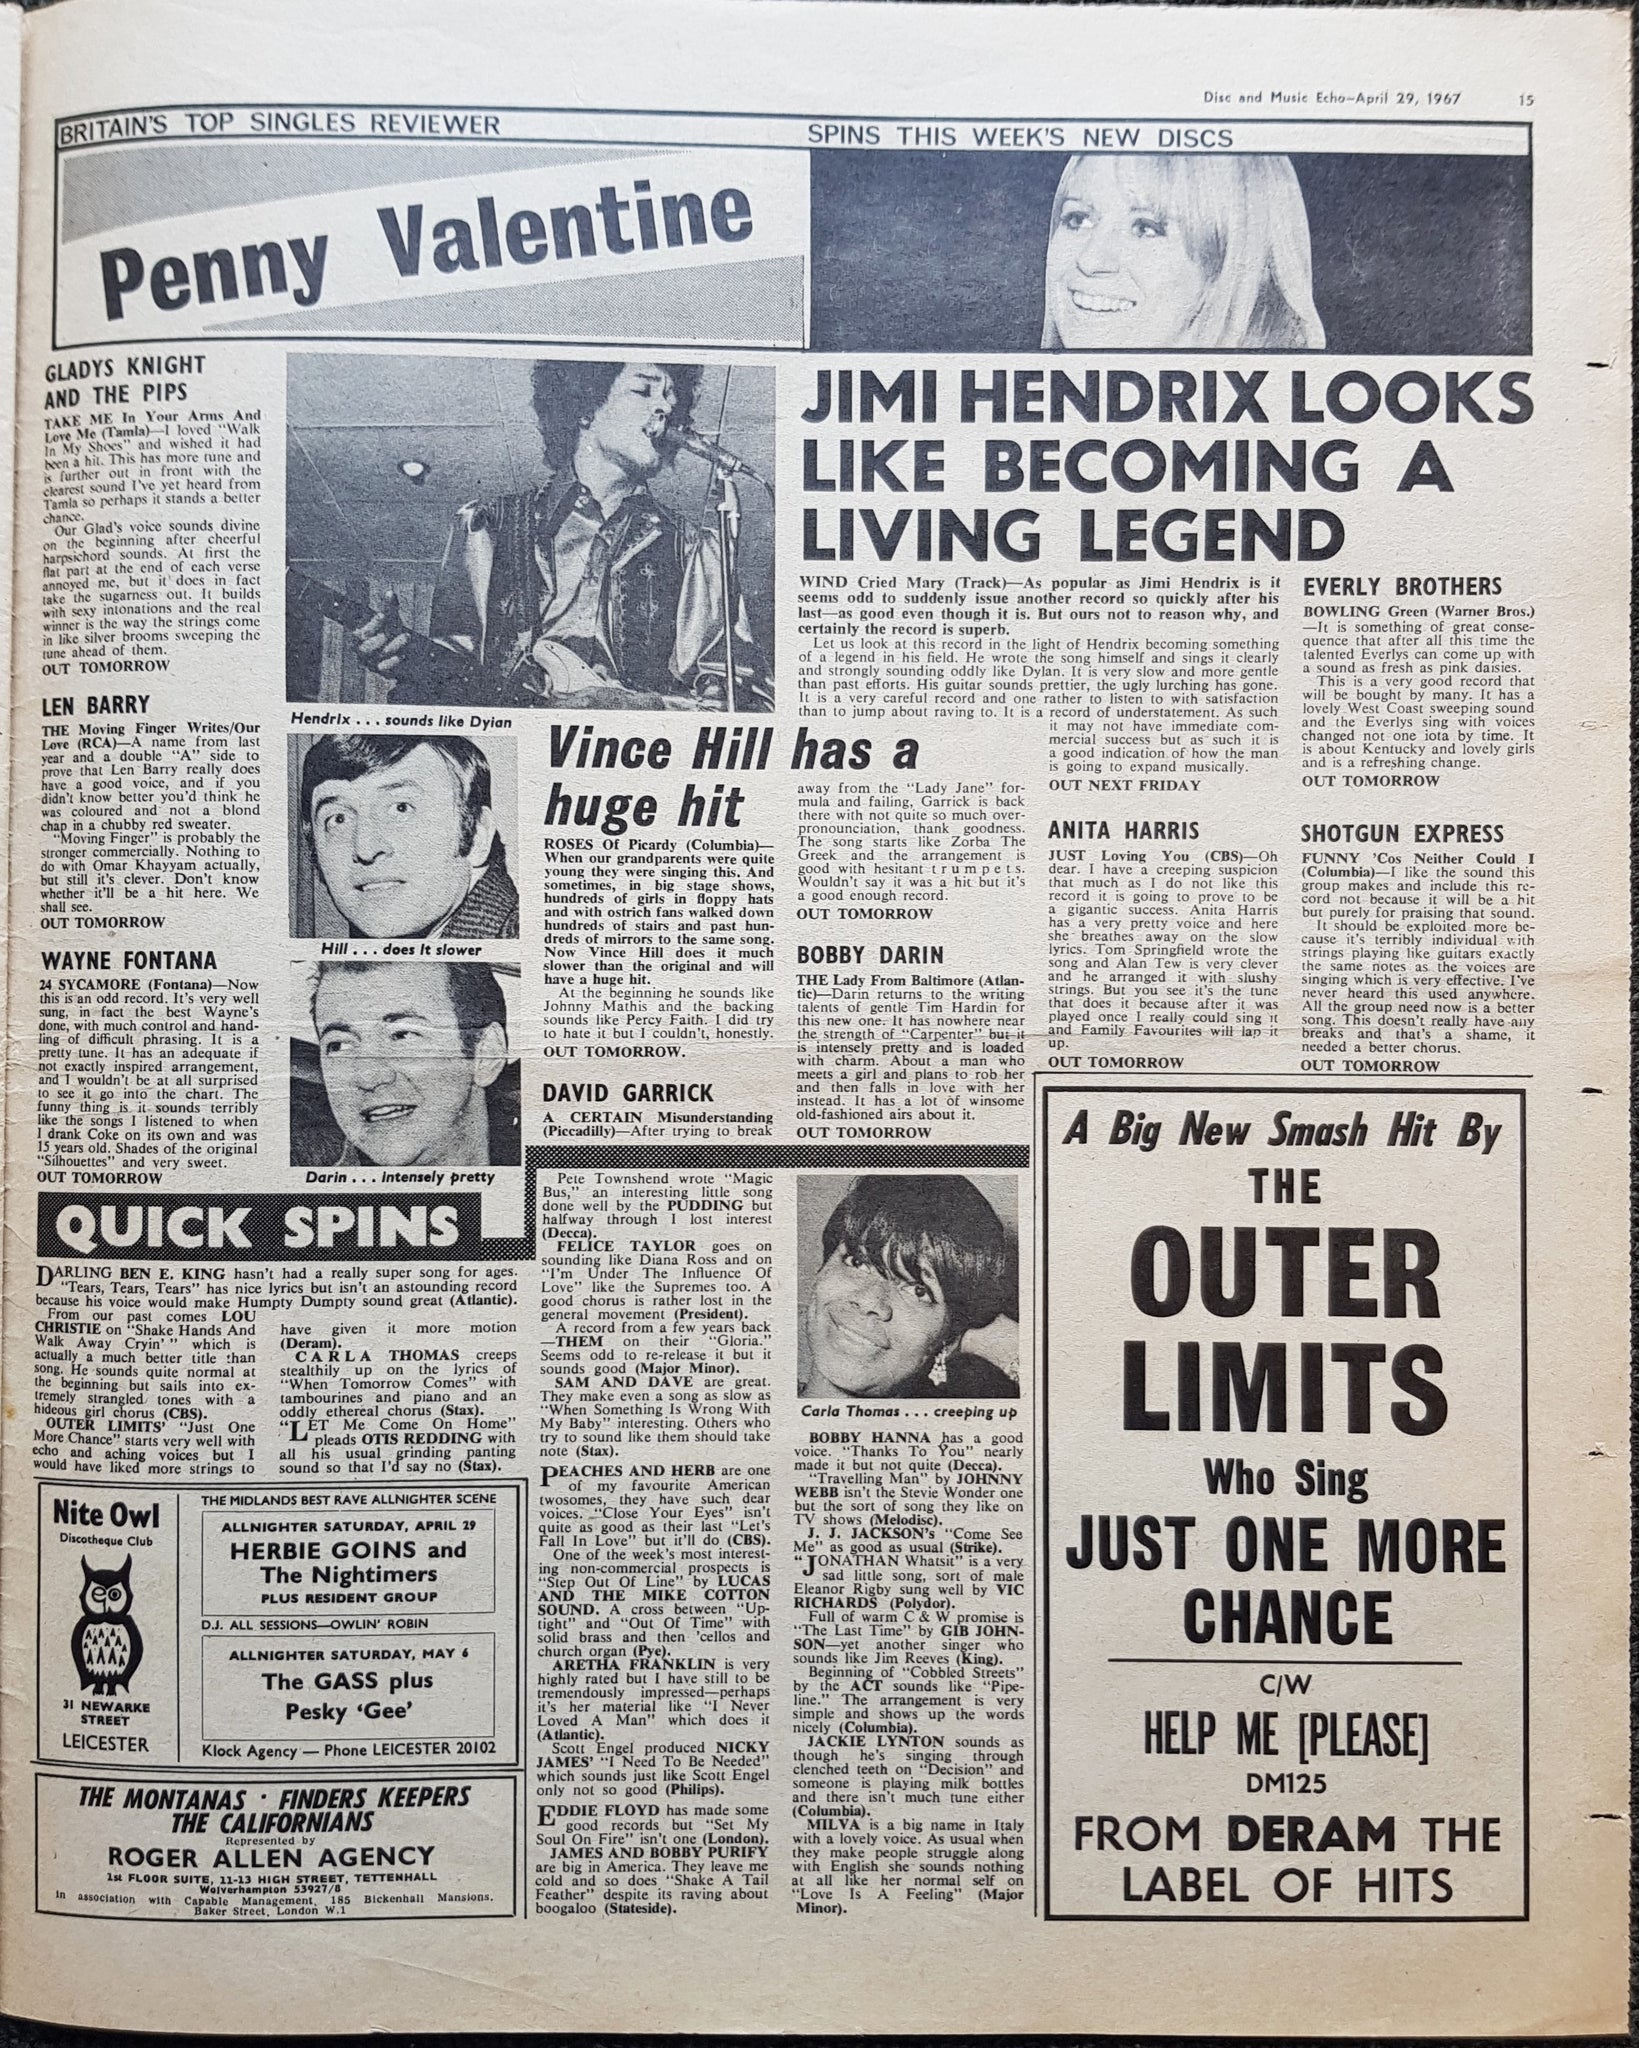 Disc and Music Echo—April 29, 1967 15
BRITAIN'S TOP SINGLES REVIEWER
SPINS THIS WEEK'S NEW DISCS
Penny Valentine
GLADYS KNIGHT
AND THE PIPS
TAKE ME In Your Arms And
Love Me (Tamla)—I loved "Walk
In My Shoes" and wished it had
been a hit. This has more tune and
is further out in front with the
clearest sound I've yet heard from
Tamla so perhaps it stands a better
chance.
Our Glad's voice sounds divine
on the beginning after cheerful
harpsichord sounds. At first the
flat part at the end of each verse
annoyed me, but it does in fact
take the sugarness out. It builds
with sexy intonations and the real
winner is the way the strings come
in like silver brooms sweeping the
tune ahead of them.
OUT TOMORROW
LEN BARRY
THE Moving Finger Writes/Our
Love (RCA)—A name from last
year and a double "A" side to
prove that Len Barry really does
have a good voice, and if you
didn't know better you'd think he
was coloured and not a blond
chap in a chubby red sweater.
"Moving Finger" is probably the
stronger commercially. Nothing to
do with Omar Khayyam actually,
but still it's clever. Don't know
whether it'll be a hit here. We
shall see.
OUT TOMORROW
WAYNE FONTANA
24 SYCAMORE (Fontana)—Now
this is an odd record. It's very well
sung, in fact the best Wayne's
done, with much control and hand-
ling of difficult phrasing. It is a
pretty tune. It has an adequate if
not exactly inspired arrangement,
and I wouldn't be at all surprised
to see it go into the chart. The
funny thing is it sounds terribly
like the songs I listened to when
I drank Coke on its own and was
15 years old. Shades of the original
"Silhouettes" and very sweet.
OUT TOMORROW
Hendrix . . . sounds like Dylan
Hill . . . does it slower
Darin . . . intensely pretty
JIMI HENDRIX LOOKS
LIKE BECOMING A
LIVING LEGEND
WIND Cried Mary (Track)—As popular as Jimi Hendrix is it
seems odd to suddenly issue another record so quickly after his
last—as good even though it is. But ours not to reason why, and
certainly the record is superb.
Let us look at this record in the light of Hendrix becoming something
of a legend in his field. He wrote the song himself and sings it clearly
and strongly sounding oddly like Dylan. It is very slow and more gentle
than past efforts. His guitar sounds prettier, the ugly lurching has gone.
It is a very careful record and one rather to listen to with satisfaction
than to jump about raving to. It is a record of understatement. As such
it may not have immediate com-
mercial success but as such it is
a good indication of how the man
is going to expand musically.
OUT NEXT FRIDAY
Vince Hill has a
huge hit
ROSES Of Picardy (Columbia)—
When our grandparents were quite
young they were singing this. And
sometimes, in big stage shows,
hundreds of girls in floppy hats
and with ostrich fans walked down
hundreds of stairs and past hun-
dreds of mirrors to the same song.
Now Vince Hill does it much
slower than the original and will
have a huge hit.
At the beginning he sounds like
Johnny Mathis and the backing
sounds like Percy Faith. I did try
to hate it but I couldn't, honestly.
OUT TOMORROW.
DAVID GARRICK
A CERTAIN Misunderstanding
(Piccadilly)—After trying to break
away from the "Lady Jane" for-
mula and failing, Garrick is back
there with not quite so much over-
pronounciation, thank goodness.
The song starts like Zorba The
Greek and the arrangement is
good with hesitant trumpets.
Wouldn't say it was a hit but it's
a good enough record.
OUT TOMORROW
BOBBY DARIN
THE Lady From Baltimore (Atlan-
tic)—Darin returns to the writing
talents of gentle Tim Hardin for
this new one. It has nowhere near
the strength of "Carpenter" but it
is intensely pretty and is loaded
with charm. About a man who
meets a girl and plans to rob her
and then falls in love with her
instead. It has a lot of winsome
old-fashioned airs about it.
OUT TOMORROW
ANITA HARRIS
JUST Loving You (CBS)—Oh
dear. I have a creeping suspicion
that much as I do not like this
record it is going to prove to be
a gigantic success. Anita Harris
has a very pretty voice and here
she breathes away on the slow
lyrics. Tom Springfield wrote the
song and Alan Tew is very clever
and he arranged it with slushy
strings. But you see it's the tune
that does it because after it was
played once I really could sing it
and Family Favourites will lap it
up.
OUT TOMORROW
EVERLY BROTHERS
BOWLING Green (Warner Bros.)
—It is something of great conse-
quence that after all this time the
talented Everlys can come up with
a sound as fresh as pink daisies.
This is a very good record that
will be bought by many. It has a
lovely West Coast sweeping sound
and the Everlys sing with voices
changed not one iota by time. It
is about Kentucky and lovely girls
and is a refreshing change.
OUT TOMORROW
SHOTGUN EXPRESS
FUNNY 'Cos Neither Could I
(Columbia)—I like the sound this
group makes and include this re-
cord not because it will be a hit
but purely for praising that sound.
It should be exploited more be-
cause it's terribly individual with
strings playing like guitars exactly
the same notes as the voices are
singing which is very effective. I've
never heard this used anywhere.
All the group need now is a better
song. This doesn't really have any
breaks and that's a shame, it
needed a better chorus.
OUT TOMORROW
QUICK SPINS
DARLING BEN E. KING hasn't had a really super song for ages.
"Tears, Tears, Tears" has nice lyrics but isn't an astounding record
because his voice would make Humpty Dumpty sound great (Atlantic).
From our past comes LOU
CHRISTIE on "Shake Hands And
Walk Away Cryin'" which is
actually a much better title than
song. He sounds quite normal at
the beginning but sails into ex-
tremely strangled tones with a
hideous girl chorus (CBS).
OUTER LIMITS' "Just One
More Chance" starts very well with
echo and aching voices but I
would have liked more strings to
have given it more motion
(Deram).
CARLA THOMAS creeps
stealthily up on the lyrics of
"When Tomorrow Comes" with
tambourines and piano and an
oddly ethereal chorus (Stax).
"LET Me Come On Home"
pleads OTIS REDDING with
all his usual grinding panting
sound so that I'd say no (Stax).
Pete Townshend wrote "Magic
Bus," an interesting little song
done well by the PUDDING but
halfway through I lost interest
(Decca).
FELICE TAYLOR goes on
sounding like Diana Ross and on
"I'm Under The Influence Of
Love" like the Supremes too. A
good chorus is rather lost in the
general movement (President).
A record from a few years back
—THEM on their "Gloria."
Seems odd to re-release it but it
sounds good (Major Minor).
SAM AND DAVE are great.
They make even a song as slow as
"When Something Is Wrong With
My Baby" interesting. Others who
try to sound like them should take
note (Stax).
PEACHES AND HERB are one
of my favourite American
twosomes, they have such dear
voices. "Close Your Eyes" isn't
quite as good as their last "Let's
Fall In Love" but it'll do (CBS).
One of the week's most interest-
ing non-commercial prospects is
"Step Out Of Line" by LUCAS
AND THE MIKE COTTON
SOUND. A cross between "Up-
tight" and "Out Of Time" with
solid brass and then 'cellos and
church organ (Pye).
ARETHA FRANKLIN is very
highly rated but I have still to be
tremendously impressed—perhaps
it's her material like "I Never
Loved A Man" which does it
(Atlantic).
Scott Engel produced NICKY
JAMES' "I Need To Be Needed"
which sounds just like Scott Engel
only not so good (Philips).
EDDIE FLOYD has made some
good records but "Set My
Soul On Fire" isn't one (London).
JAMES AND BOBBY PURIFY
are big in America. They leave me
cold and so does "Shake A Tail
Feather" despite its raving about
boogaloo (Stateside).
Carla Thomas . . . creeping up
BOBBY HANNA has a good
voice. "Thanks To You" nearly
made it but not quite (Decca).
"Travelling Man" by JOHNNY
WEBB isn't the Stevie Wonder one
but the sort of song they like on
TV shows (Melodisc).
J. J. JACKSON's "Come See
Me" as good as usual (Strike).
"JONATHAN Whatsit" is a very
sad little song, sort of male
Eleanor Rigby sung well by VIC
RICHARDS (Polydor).
Full of warm C & W promise is
"The Last Time" by GIB JOHN-
SON—yet another singer who
sounds like Jim Reeves (King).
Beginning of "Cobbled Streets"
by the ACT sounds like "Pipe-
line." The arrangement is very
simple and shows up the words
nicely (Columbia).
JACKIE LYNTON sounds as
though he's singing through
clenched teeth on "Decision" and
someone is playing milk bottles
and there isn't much tune either
(Columbia).
MILVA is a big name in Italy
with a lovely voice. As usual when
they make people struggle along
with English she sounds nothing
at all like her normal self on
"Love Is A Feeling" (Major
Minor).
Nite Owl
Discotheque Club
31 NEWARKE
STREET
LEICESTER
THE MIDLANDS BEST RAVE ALLNIGHTER SCENE
ALLNIGHTER SATURDAY, APRIL 29
HERBIE GOINS and
The Nightimers
PLUS RESIDENT GROUP
D.J. ALL SESSIONS—OWLIN' ROBIN
ALLNIGHTER SATURDAY, MAY 6
The GASS plus
Pesky 'Gee'
Klock Agency — Phone LEICESTER 20102
THE MONTANAS · FINDERS KEEPERS
THE CALIFORNIANS
Represented by
ROGER ALLEN AGENCY
1st FLOOR SUITE, 11-13 HIGH STREET, TETTENHALL
Wolverhampton 53927/8
in association with Capable Management, 185 Bickenhall Mansions,
Baker Street, London W.1
A Big New Smash Hit By
THE
OUTER
LIMITS
Who Sing
JUST ONE MORE
CHANCE
C/W
HELP ME [PLEASE]
DM125
FROM DERAM THE
LABEL OF HITS